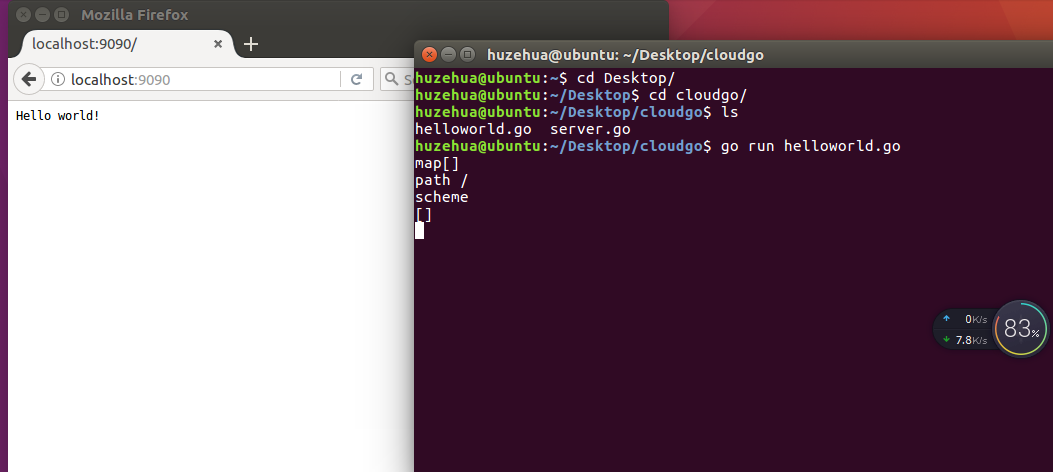 Mozilla Firefox
localhost:9090/
localhost:9090
S
Hello world!
huzehua@ubuntu: ~/Desktop/cloudgo
huzehua@ubuntu:~$ cd Desktop/
huzehua@ubuntu:~/Desktop$ cd cloudgo/
huzehua@ubuntu:~/Desktop/cloudgo$ ls
helloworld.go  server.go
huzehua@ubuntu:~/Desktop/cloudgo$ go run helloworld.go
map[]
path /
scheme
[]
0K/s
7.8K/s
83%